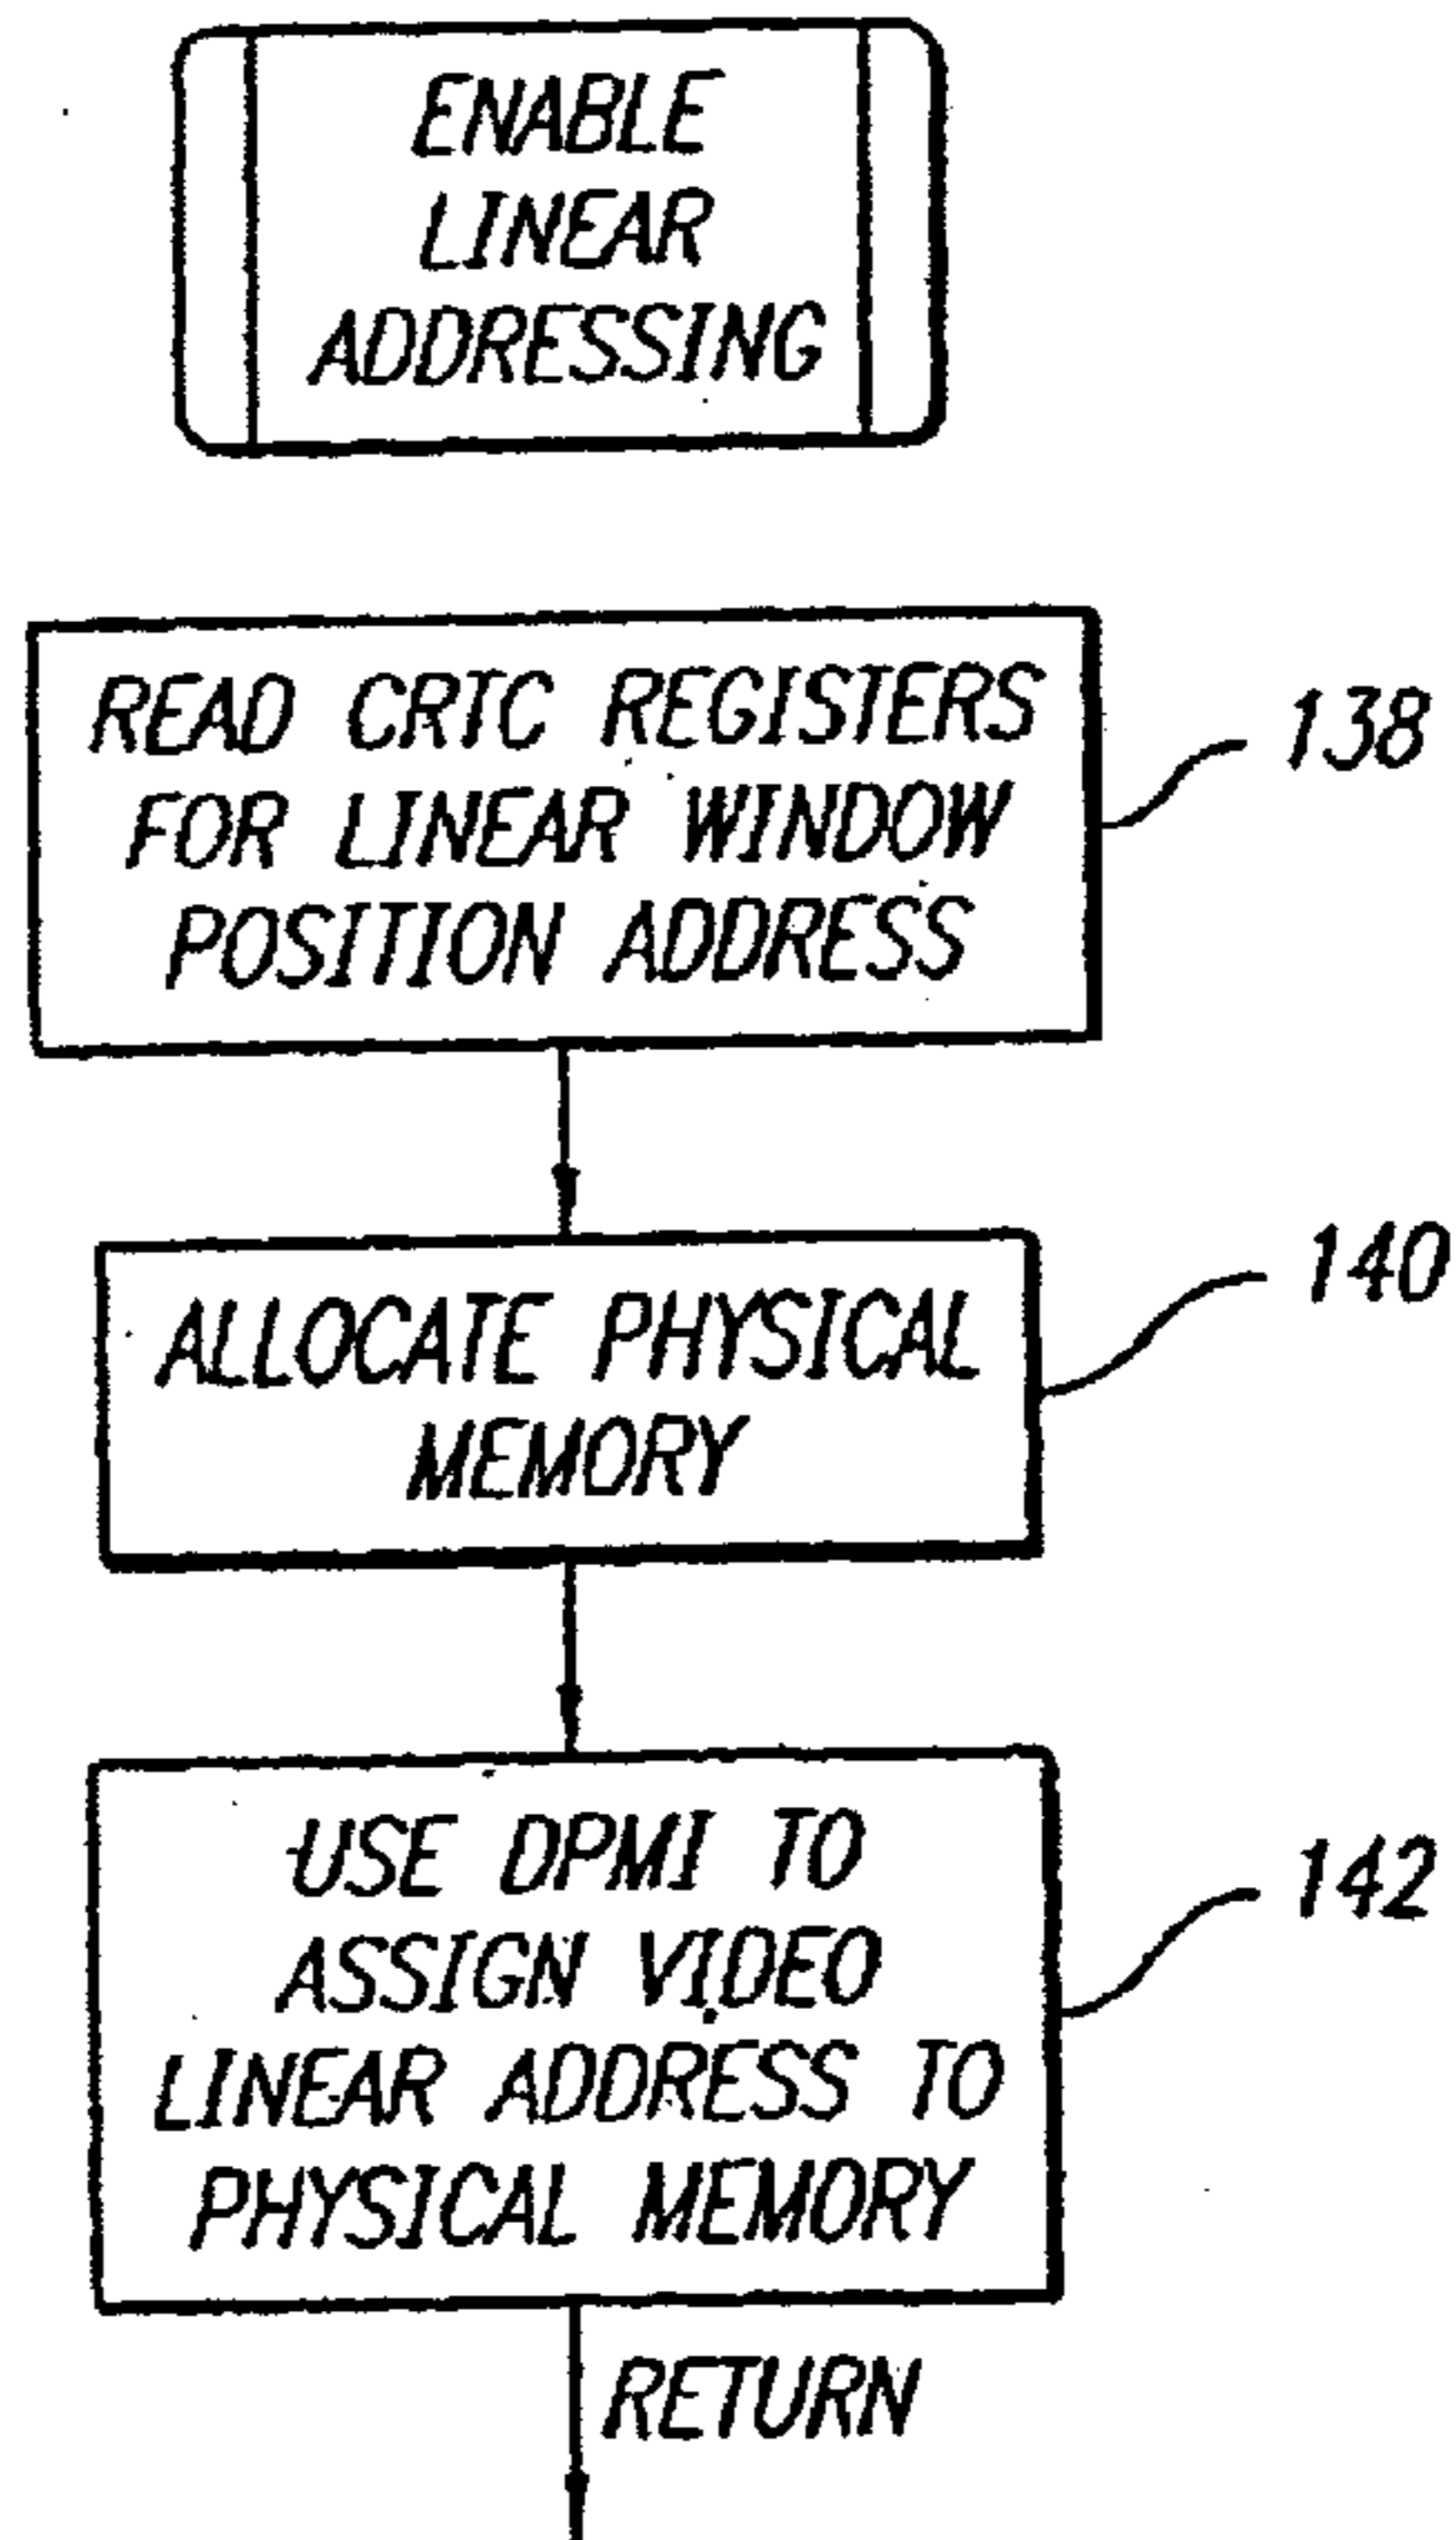 ENABLE
LINEAR
ADDRESSING
READ CRTC REGISTERS
FOR LINEAR WINDOW
POSITION ADDRESS
138
ALLOCATE PHYSICAL
MEMORY
140
USE DPMI TO
ASSIGN VIDEO
LINEAR ADDRESS TO
PHYSICAL MEMORY
142
RETURN